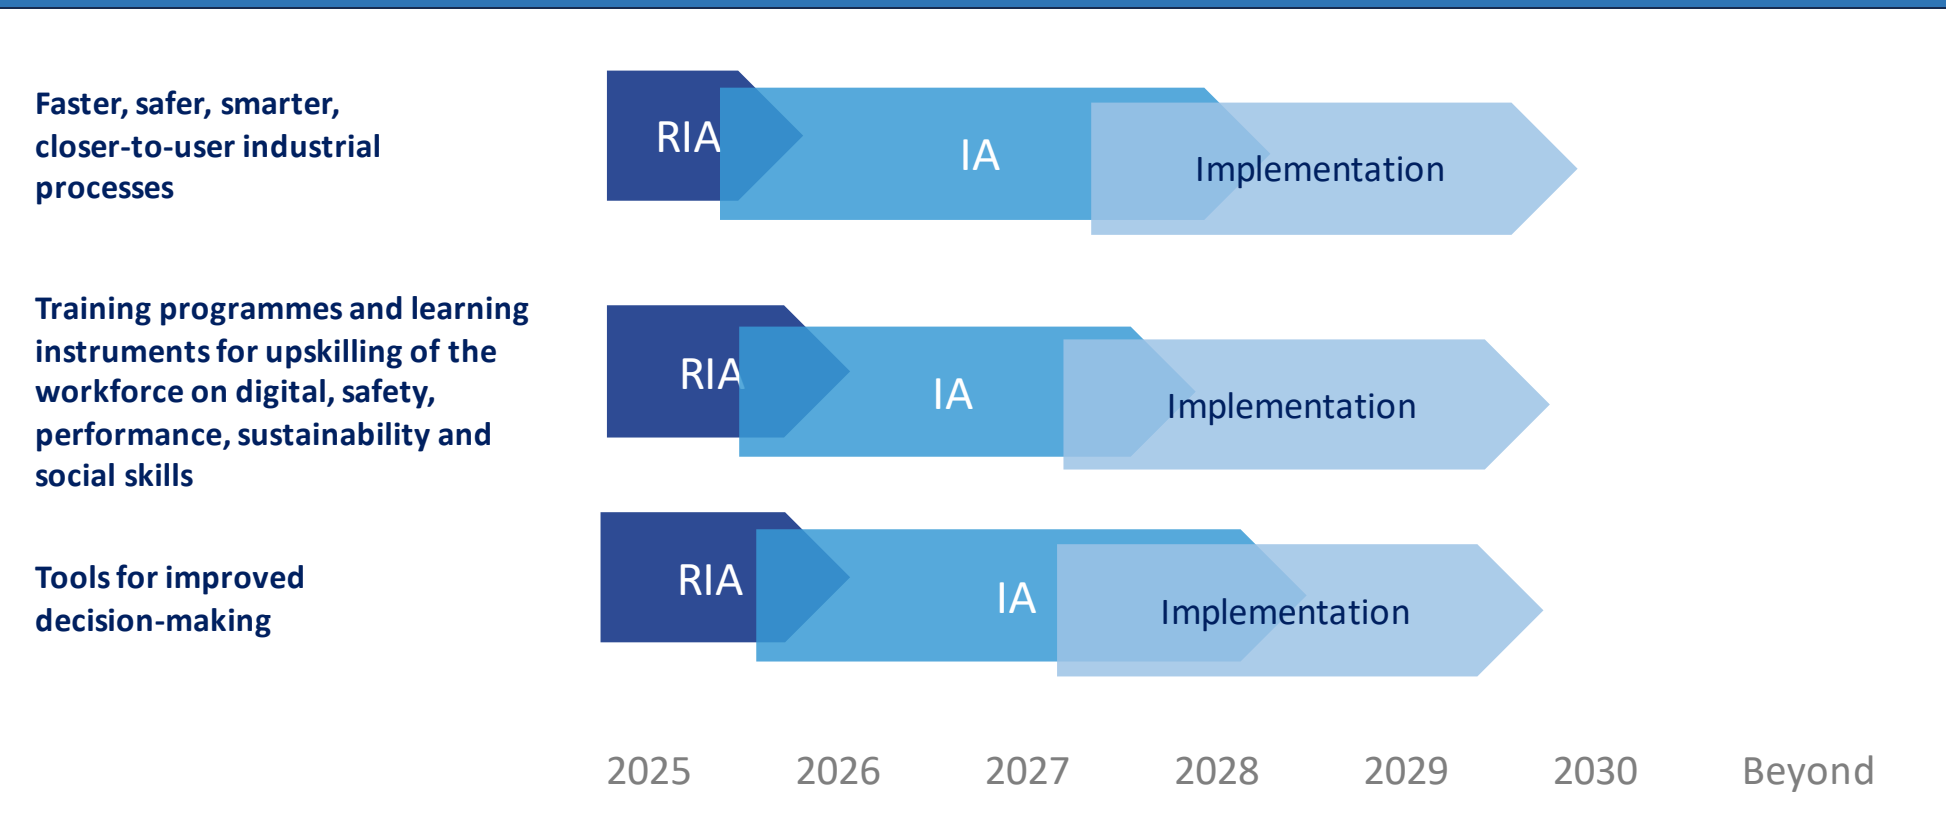 Faster, safer, smarter,
closer-to-user industrial
processes
RIA
IA
Implementation
Training programmes and learning
instruments for upskilling of the
workforce on digital, safety,
performance, sustainability and
social skills
RIA
IA
Implementation
Tools for improved
decision-making
RIA
IA
Implementation
2025 2026 2027 2028 2029 2030 Beyond